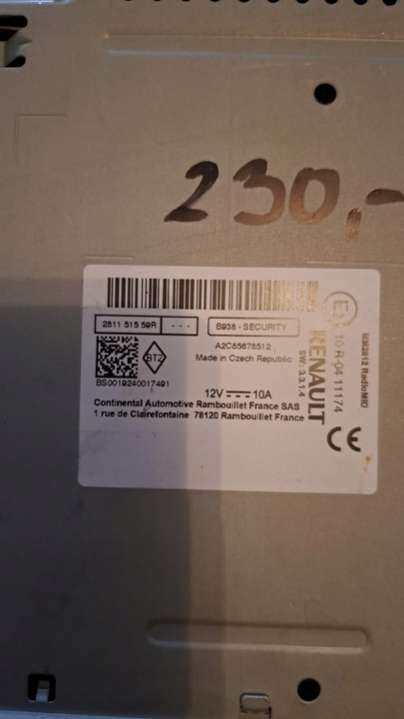 230,-
2811 515 59R
- - -
B938 - SECURITY
A2C85678512
Made in Czech Republic
BT2
BS0019240017491
12V 10A
Continental Automotive Rambouillet France SAS
1 rue de Clairefontaine 78120 Rambouillet France
RENAULT
SW: 3.3.1.4
10 R-04 11174
CE